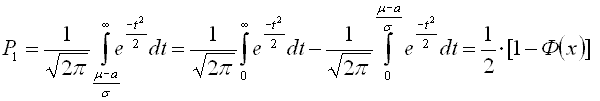 $P_1 = \frac{1}{\sqrt{2\pi}} \int_{\frac{\mu-a}{\sigma}}^{\infty} e^{\frac{-t^2}{2}} dt = \frac{1}{\sqrt{2\pi}} \int_{0}^{\infty} e^{\frac{-t^2}{2}} dt - \frac{1}{\sqrt{2\pi}} \int_{0}^{\frac{\mu-a}{\sigma}} e^{\frac{-t^2}{2}} dt = \frac{1}{2} \cdot [1 - \Phi(x)]$